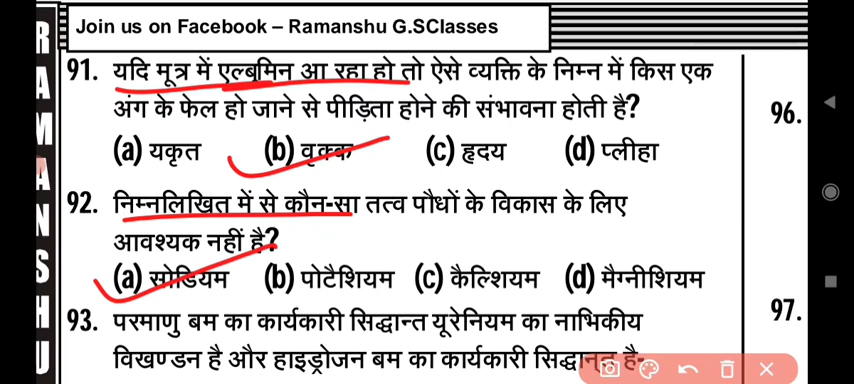 Join us on Facebook – Ramanshu G.SClasses
RAMANSHU
91. यदि मूत्र में एल्बुमिन आ रहा हो तो ऐसे व्यक्ति के निम्न में किस एक
अंग के फेल हो जाने से पीड़िता होने की संभावना होती है?
(a) यकृत (b) वृक्क (c) हृदय (d) प्लीहा
92. निम्नलिखित में से कौन-सा तत्व पौधों के विकास के लिए
आवश्यक नहीं है?
(a) सोडियम (b) पोटैशियम (c) कैल्शियम (d) मैग्नीशियम
93. परमाणु बम का कार्यकारी सिद्धान्त यूरेनियम का नाभिकीय
विखण्डन है और हाइड्रोजन बम का कार्यकारी सिद्धान्त है-
96.
97.